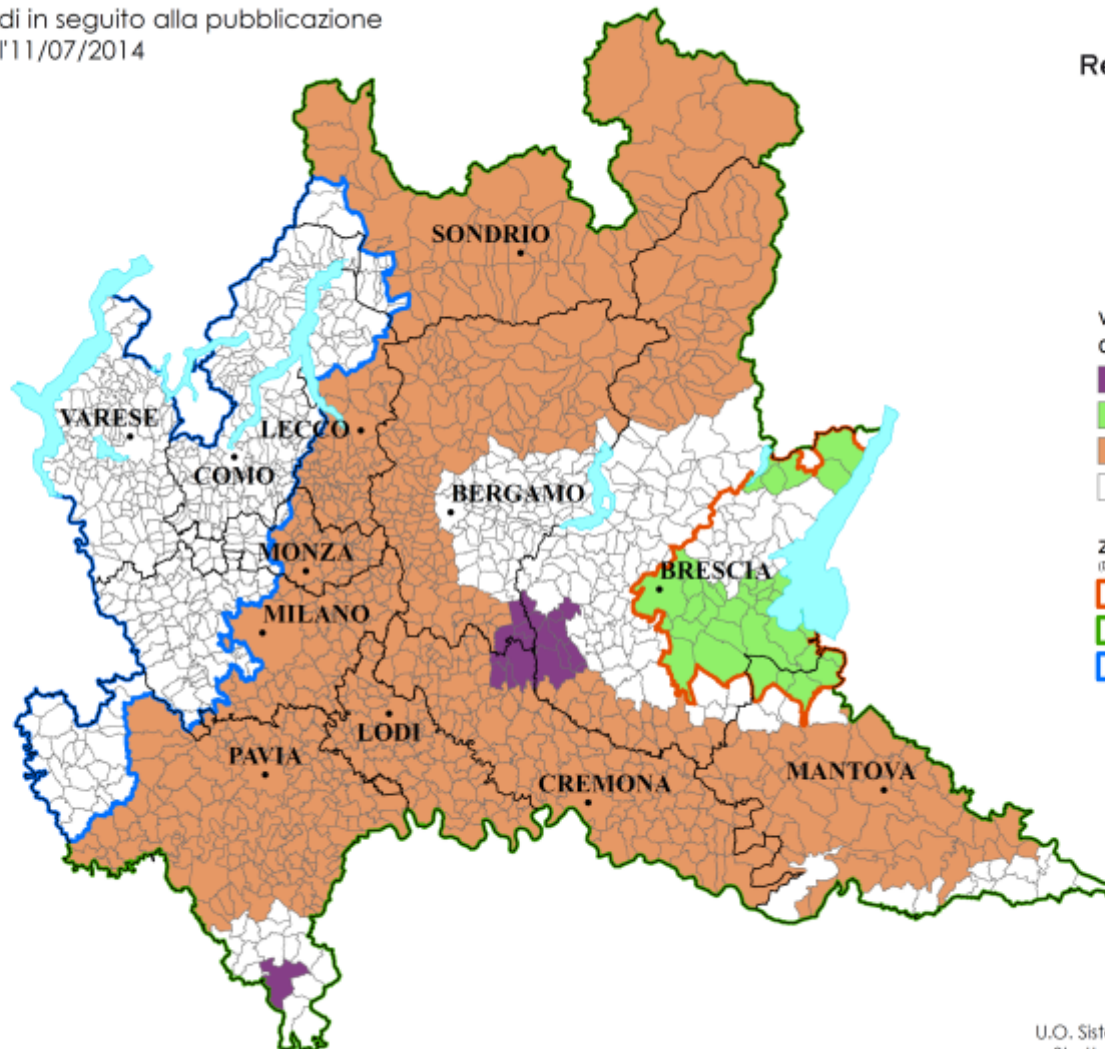 di in seguito alla pubblicazione
l'11/07/2014
Re
SONDRIO
VARESE
LECCO
COMO
BERGAMO
MONZA
BRESCIA
MILANO
LODI
PAVIA
CREMONA
MANTOVA
U.O. Sist